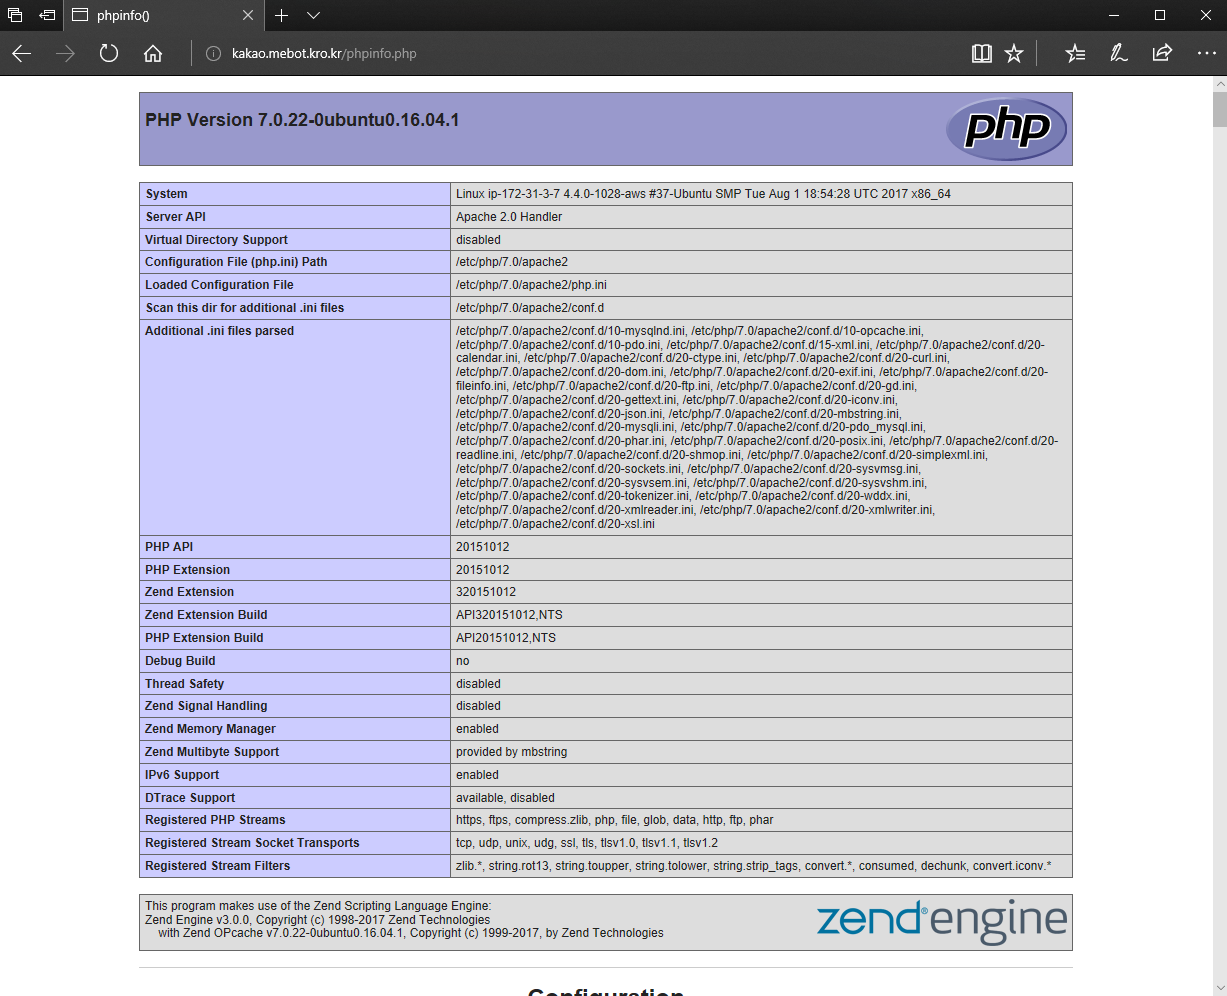 phpinfo()
kakao.mebot.kro.kr/phpinfo.php
PHP Version 7.0.22-0ubuntu0.16.04.1
php
System Linux ip-172-31-3-7 4.4.0-1028-aws #37-Ubuntu SMP Tue Aug 1 18:54:28 UTC 2017 x86_64
Server API Apache 2.0 Handler
Virtual Directory Support disabled
Configuration File (php.ini) Path /etc/php/7.0/apache2
Loaded Configuration File /etc/php/7.0/apache2/php.ini
Scan this dir for additional .ini files /etc/php/7.0/apache2/conf.d
Additional .ini files parsed /etc/php/7.0/apache2/conf.d/10-mysqlnd.ini, /etc/php/7.0/apache2/conf.d/10-opcache.ini,
/etc/php/7.0/apache2/conf.d/10-pdo.ini, /etc/php/7.0/apache2/conf.d/15-xml.ini, /etc/php/7.0/apache2/conf.d/20-
calendar.ini, /etc/php/7.0/apache2/conf.d/20-ctype.ini, /etc/php/7.0/apache2/conf.d/20-curl.ini,
/etc/php/7.0/apache2/conf.d/20-dom.ini, /etc/php/7.0/apache2/conf.d/20-exif.ini, /etc/php/7.0/apache2/conf.d/20-
fileinfo.ini, /etc/php/7.0/apache2/conf.d/20-ftp.ini, /etc/php/7.0/apache2/conf.d/20-gd.ini,
/etc/php/7.0/apache2/conf.d/20-gettext.ini, /etc/php/7.0/apache2/conf.d/20-iconv.ini,
/etc/php/7.0/apache2/conf.d/20-json.ini, /etc/php/7.0/apache2/conf.d/20-mbstring.ini,
/etc/php/7.0/apache2/conf.d/20-mysqli.ini, /etc/php/7.0/apache2/conf.d/20-pdo_mysql.ini,
/etc/php/7.0/apache2/conf.d/20-phar.ini, /etc/php/7.0/apache2/conf.d/20-posix.ini, /etc/php/7.0/apache2/conf.d/20-
readline.ini, /etc/php/7.0/apache2/conf.d/20-shmop.ini, /etc/php/7.0/apache2/conf.d/20-simplexml.ini,
/etc/php/7.0/apache2/conf.d/20-sockets.ini, /etc/php/7.0/apache2/conf.d/20-sysvmsg.ini,
/etc/php/7.0/apache2/conf.d/20-sysvsem.ini, /etc/php/7.0/apache2/conf.d/20-sysvshm.ini,
/etc/php/7.0/apache2/conf.d/20-tokenizer.ini, /etc/php/7.0/apache2/conf.d/20-wddx.ini,
/etc/php/7.0/apache2/conf.d/20-xmlreader.ini, /etc/php/7.0/apache2/conf.d/20-xmlwriter.ini,
/etc/php/7.0/apache2/conf.d/20-xsl.ini
PHP API 20151012
PHP Extension 20151012
Zend Extension 320151012
Zend Extension Build API320151012,NTS
PHP Extension Build API20151012,NTS
Debug Build no
Thread Safety disabled
Zend Signal Handling disabled
Zend Memory Manager enabled
Zend Multibyte Support provided by mbstring
IPv6 Support enabled
DTrace Support available, disabled
Registered PHP Streams https, ftps, compress.zlib, php, file, glob, data, http, ftp, phar
Registered Stream Socket Transports tcp, udp, unix, udg, ssl, tls, tlsv1.0, tlsv1.1, tlsv1.2
Registered Stream Filters zlib.*, string.rot13, string.toupper, string.tolower, string.strip_tags, convert.*, consumed, dechunk, convert.iconv.*
This program makes use of the Zend Scripting Language Engine:
Zend Engine v3.0.0, Copyright (c) 1998-2017 Zend Technologies
with Zend OPcache v7.0.22-0ubuntu0.16.04.1, Copyright (c) 1999-2017, by Zend Technologies
zend® engine
Configuration